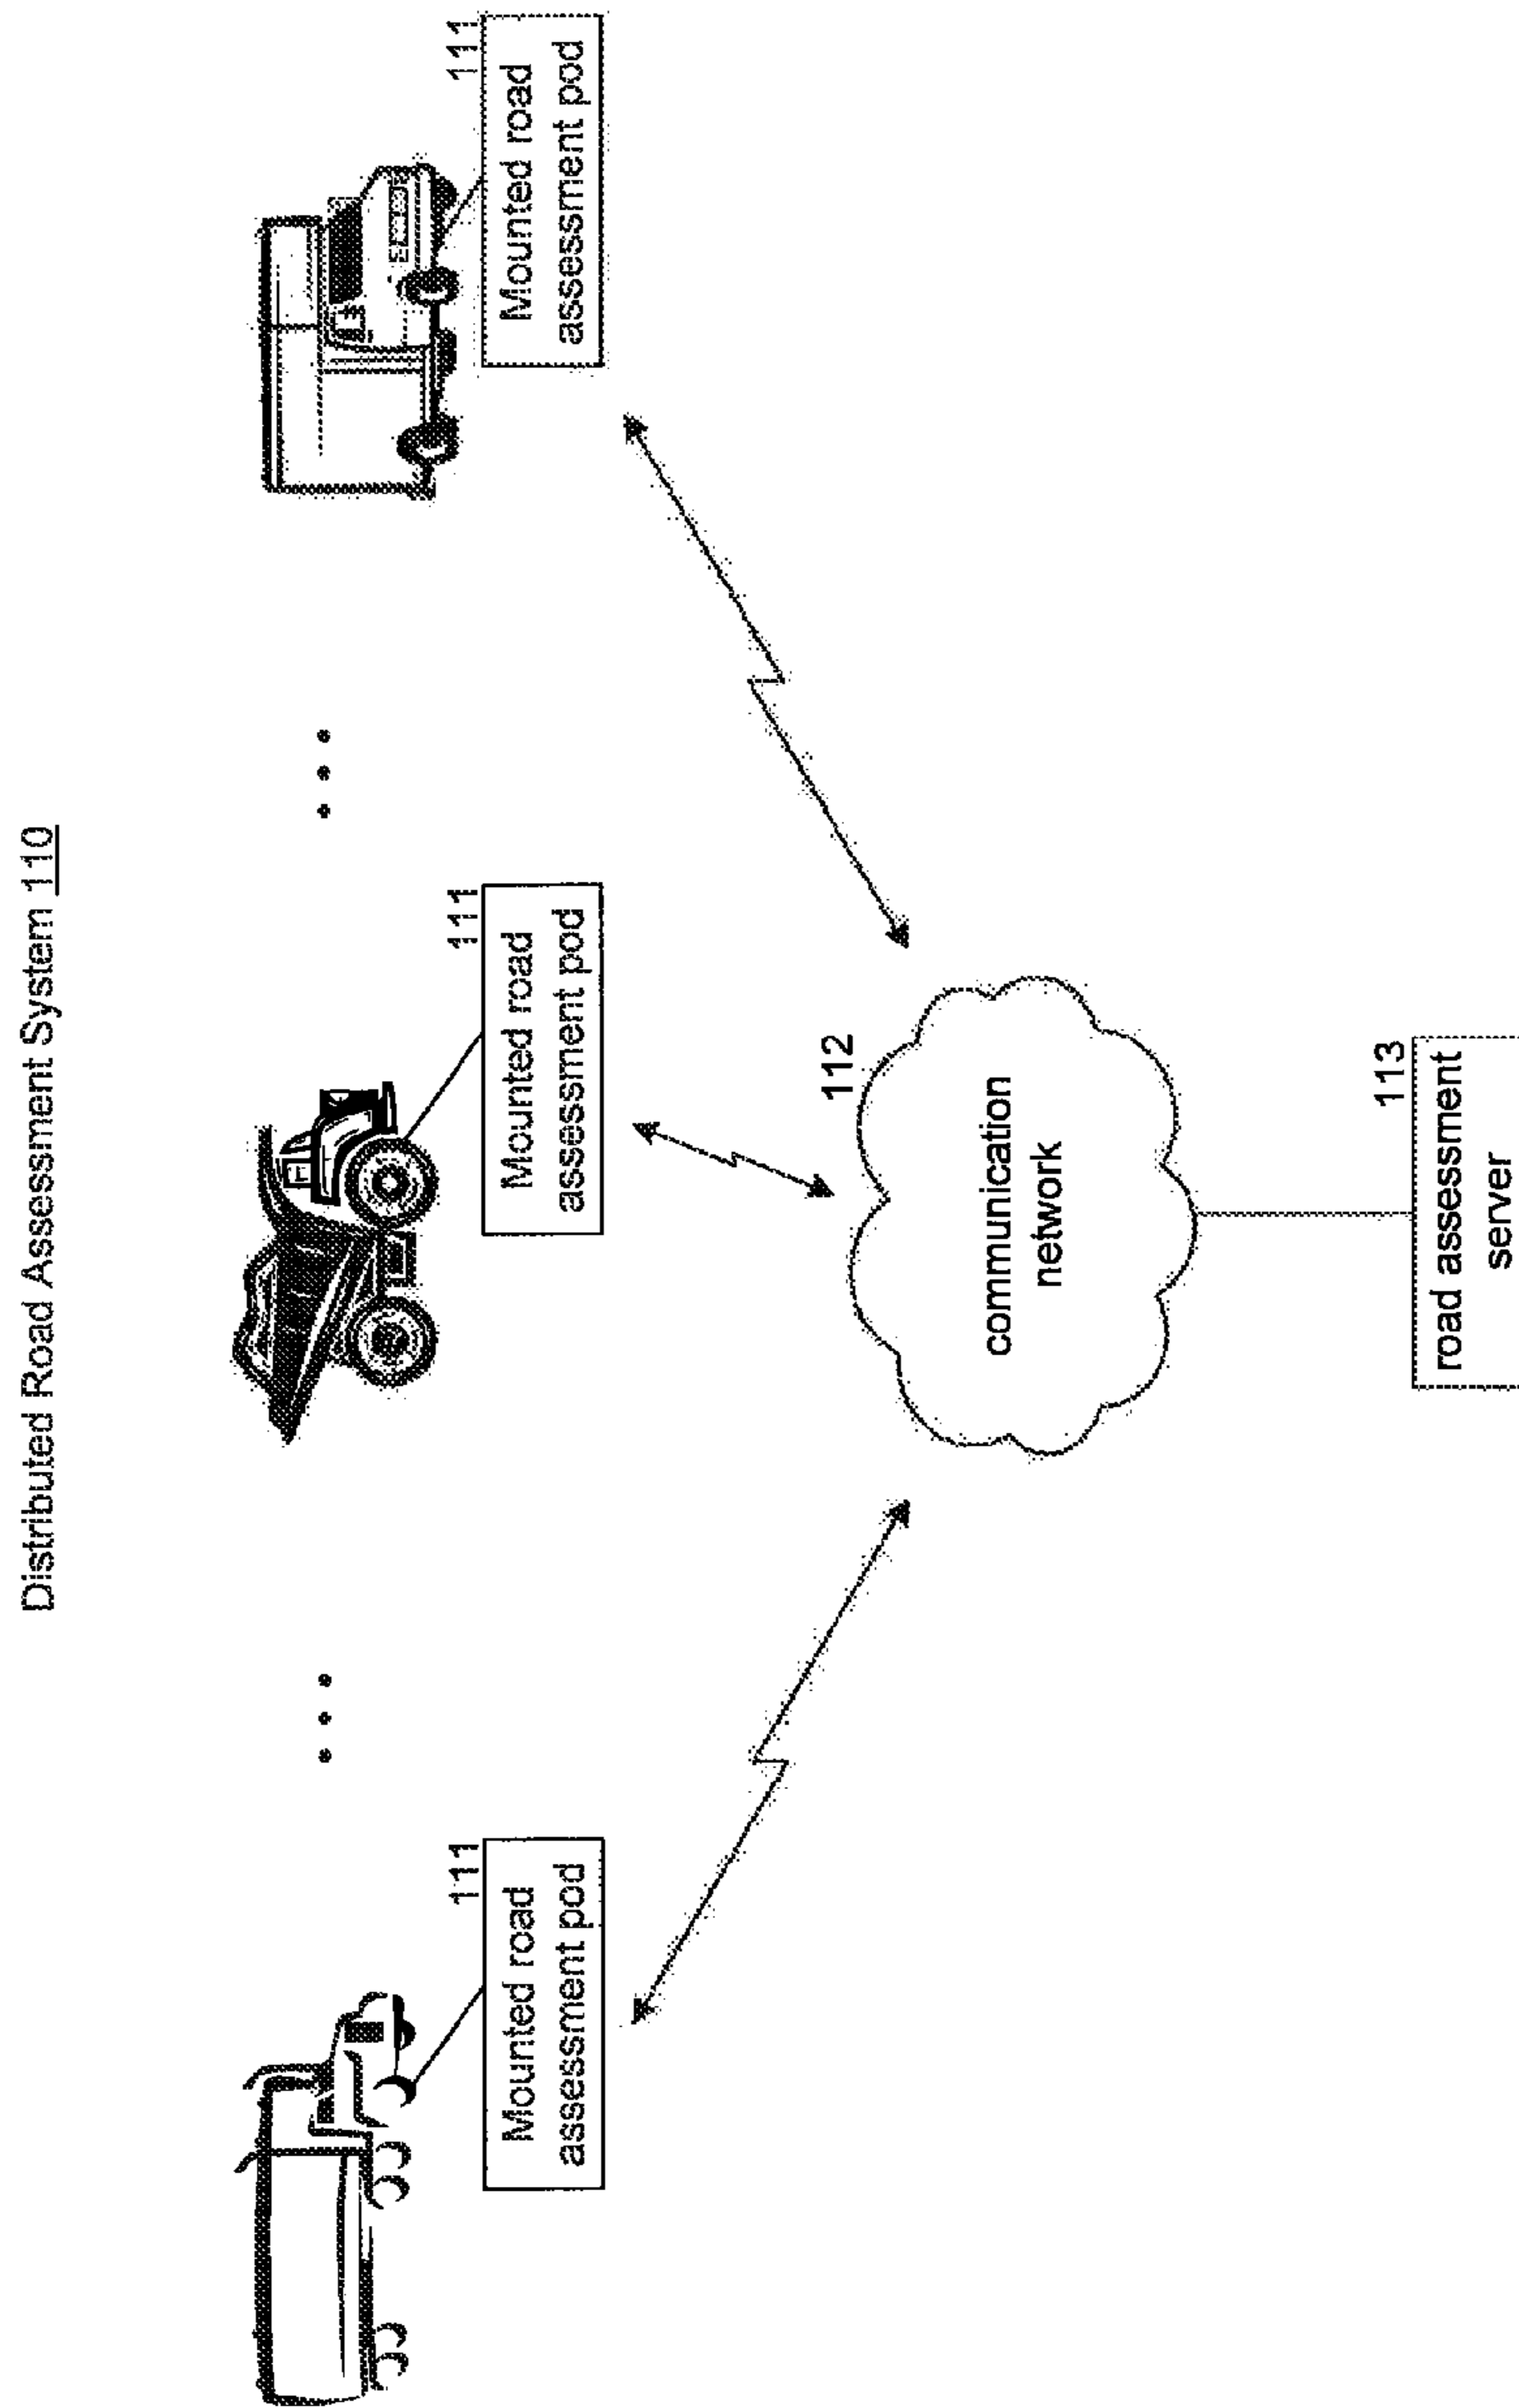 Distributed Road Assessment System 110
111
Mounted road
assessment pod
111
Mounted road
assessment pod
111
Mounted road
assessment pod
112
communication
network
113
road assessment
server